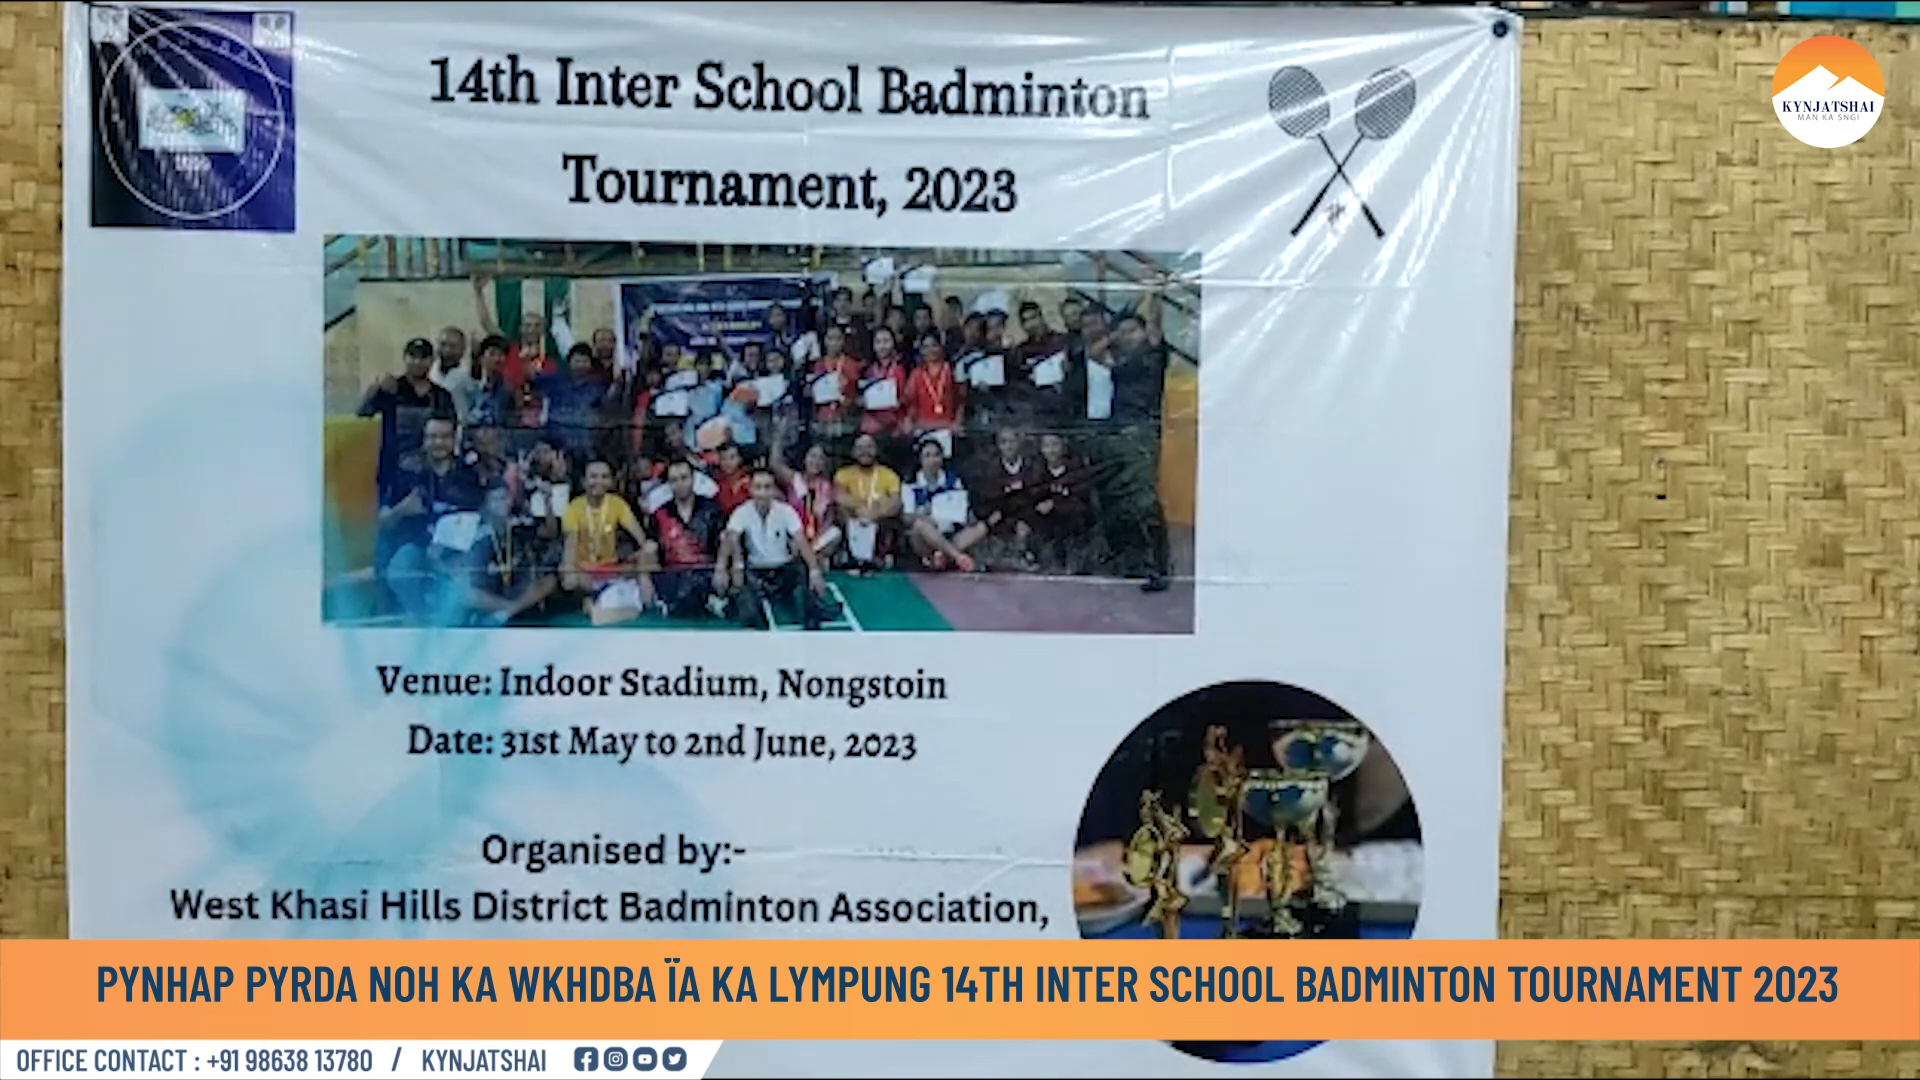 14th Inter School Badminton
Tournament, 2023
KYNJATSHAI
MAN KA SNGI
Venue: Indoor Stadium, Nongstoin
Date: 31st May to 2nd June, 2023
Organised by:-
West Khasi Hills District Badminton Association,
PYNHAP PYRDA NOH KA WKHDBA ÏA KA LYMPUNG 14TH INTER SCHOOL BADMINTON TOURNAMENT 2023
OFFICE CONTACT : +91 98638 13780 / KYNJATSHAI